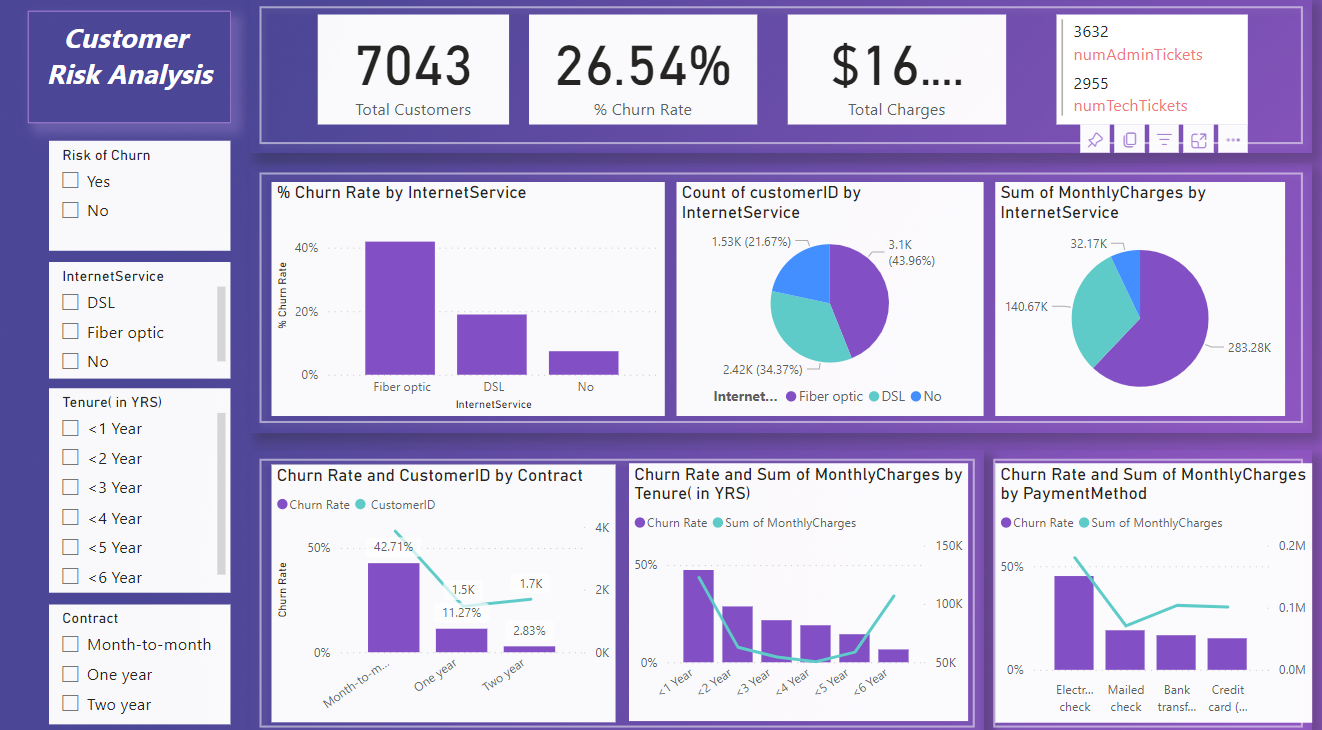 Customer
Risk Analysis
7043
Total Customers
26.54%
% Churn Rate
$16....
Total Charges
3632
numAdminTickets
2955
numTechTickets
Risk of Churn
Yes
No
InternetService
DSL
Fiber optic
No
Tenure( in YRS)
<1 Year
<2 Year
<3 Year
<4 Year
<5 Year
<6 Year
Contract
Month-to-month
One year
Two year
% Churn Rate by InternetService
% Churn Rate
40%
20%
0%
Fiber optic DSL No
InternetService
Count of customerID by
InternetService
1.53K (21.67%)
3.1K
(43.96%)
2.42K (34.37%)
Internet... Fiber optic DSL No
Sum of MonthlyCharges by
InternetService
32.17K
140.67K
283.28K
Churn Rate and CustomerID by Contract
Churn Rate CustomerID
Churn Rate
50%
0%
4K
2K
0K
42.71%
1.5K
11.27%
1.7K
2.83%
Month-to-m...
One year
Two year
Churn Rate and Sum of MonthlyCharges by
Tenure( in YRS)
Churn Rate Sum of MonthlyCharges
50%
0%
150K
100K
50K
<1 Year
<2 Year
<3 Year
<4 Year
<5 Year
<6 Year
Churn Rate and Sum of MonthlyCharges
by PaymentMethod
Churn Rate Sum of MonthlyCharges
50%
0%
0.2M
0.1M
0.0M
Electr...
check
Mailed
check
Bank
transf...
Credit
card (...